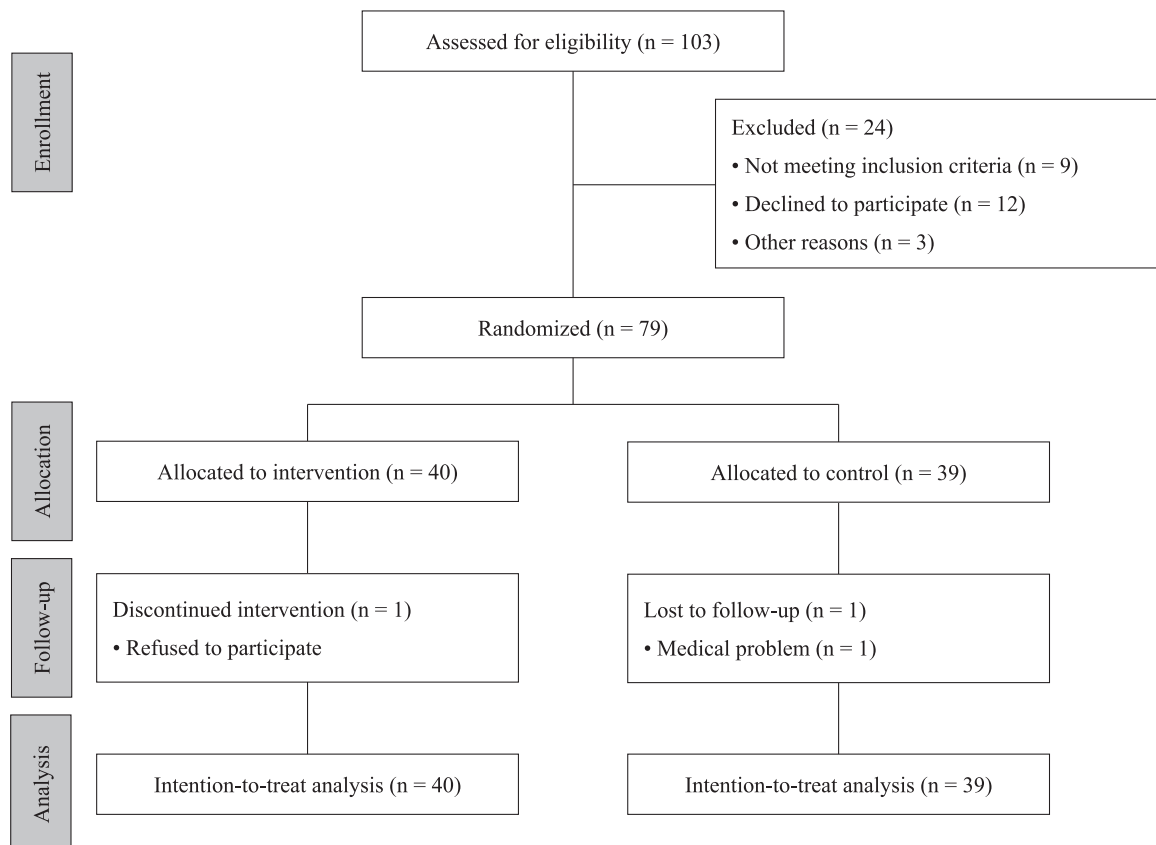 Enrollment
Assessed for eligibility (n = 103)
Excluded (n = 24)
• Not meeting inclusion criteria (n = 9)
• Declined to participate (n = 12)
• Other reasons (n = 3)
Randomized (n = 79)
Allocation
Allocated to intervention (n = 40)
Allocated to control (n = 39)
Follow-up
Discontinued intervention (n = 1)
• Refused to participate
Lost to follow-up (n = 1)
• Medical problem (n = 1)
Analysis
Intention-to-treat analysis (n = 40)
Intention-to-treat analysis (n = 39)